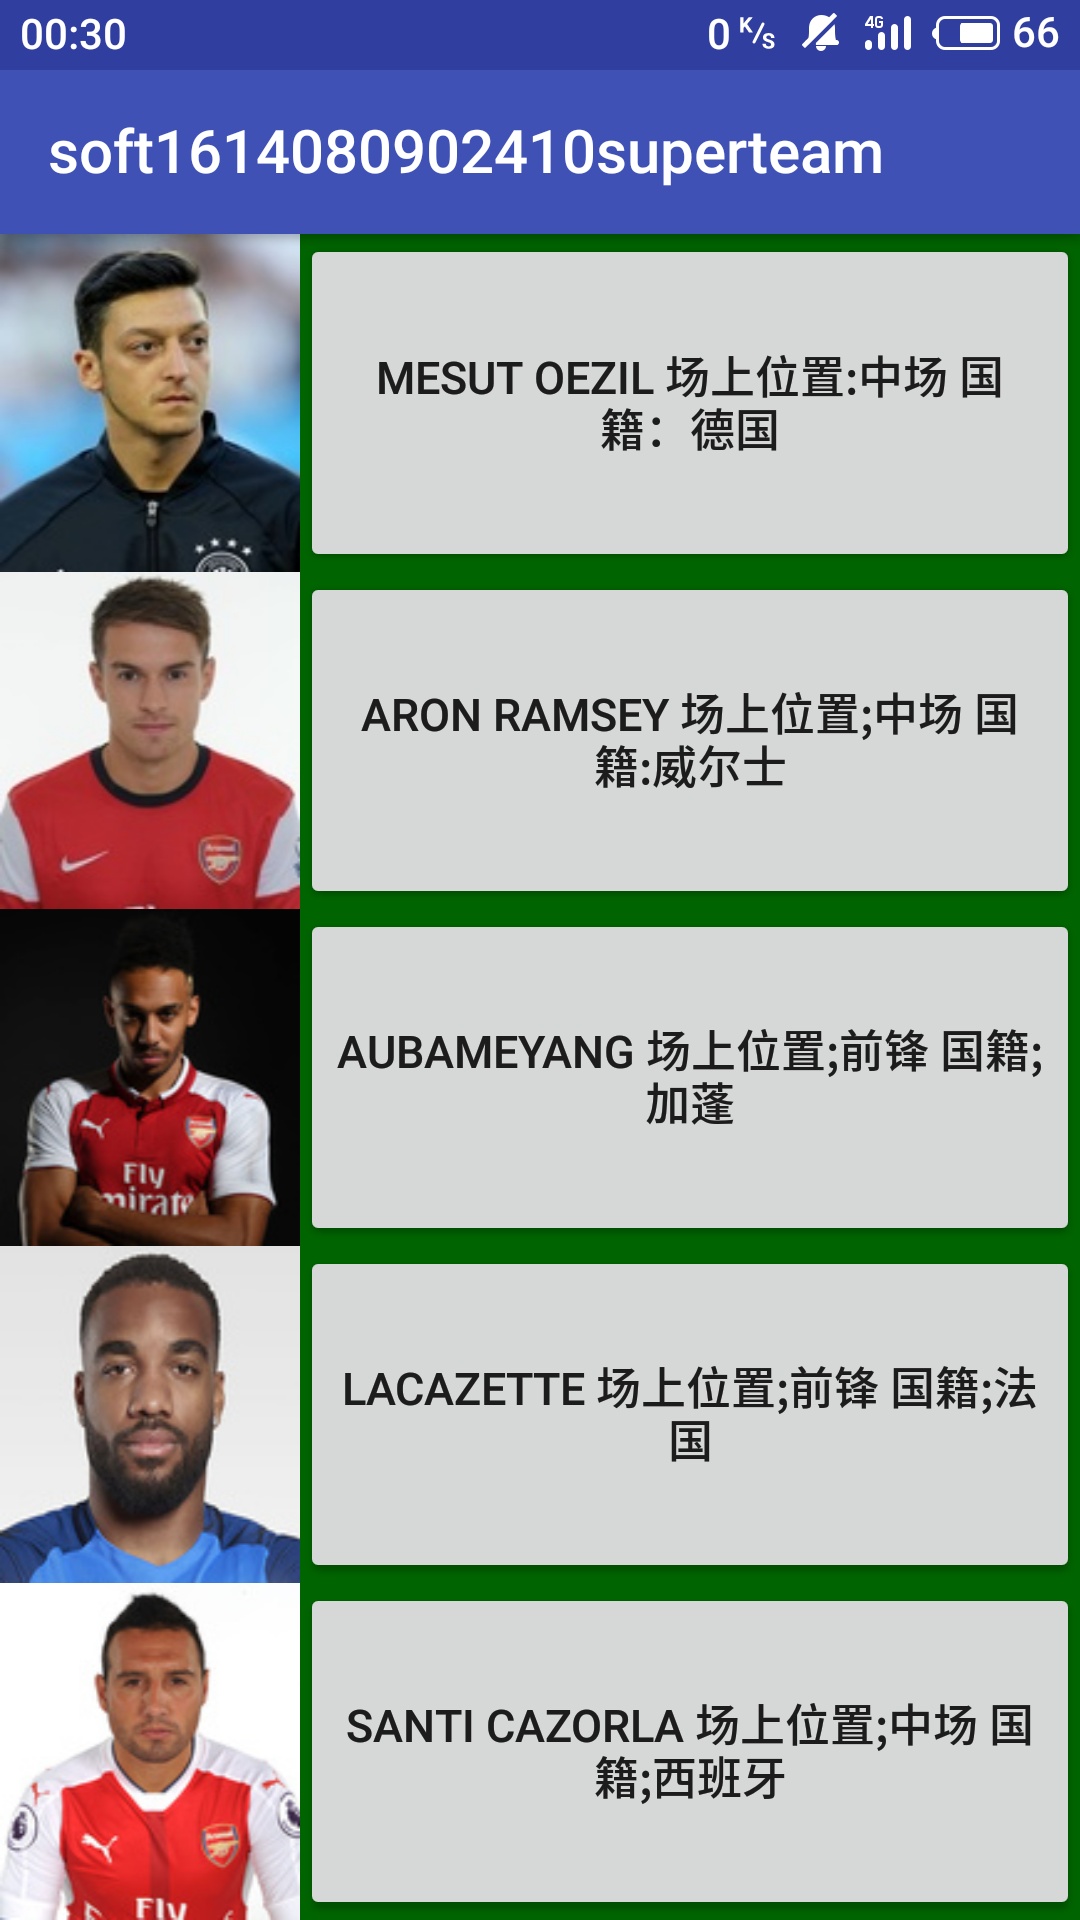 00:30 0 K/s 4G 66
soft1614080902410superteam
MESUT OEZIL 场上位置:中场 国
籍：德国
ARON RAMSEY 场上位置;中场 国
籍:威尔士
Arsenal
AUBAMEYANG 场上位置;前锋 国籍;
加蓬
Fly
mirate
LACAZETTE 场上位置;前锋 国籍;法
国
SANTI CAZORLA 场上位置;中场 国
籍;西班牙
Arsenal
Fly